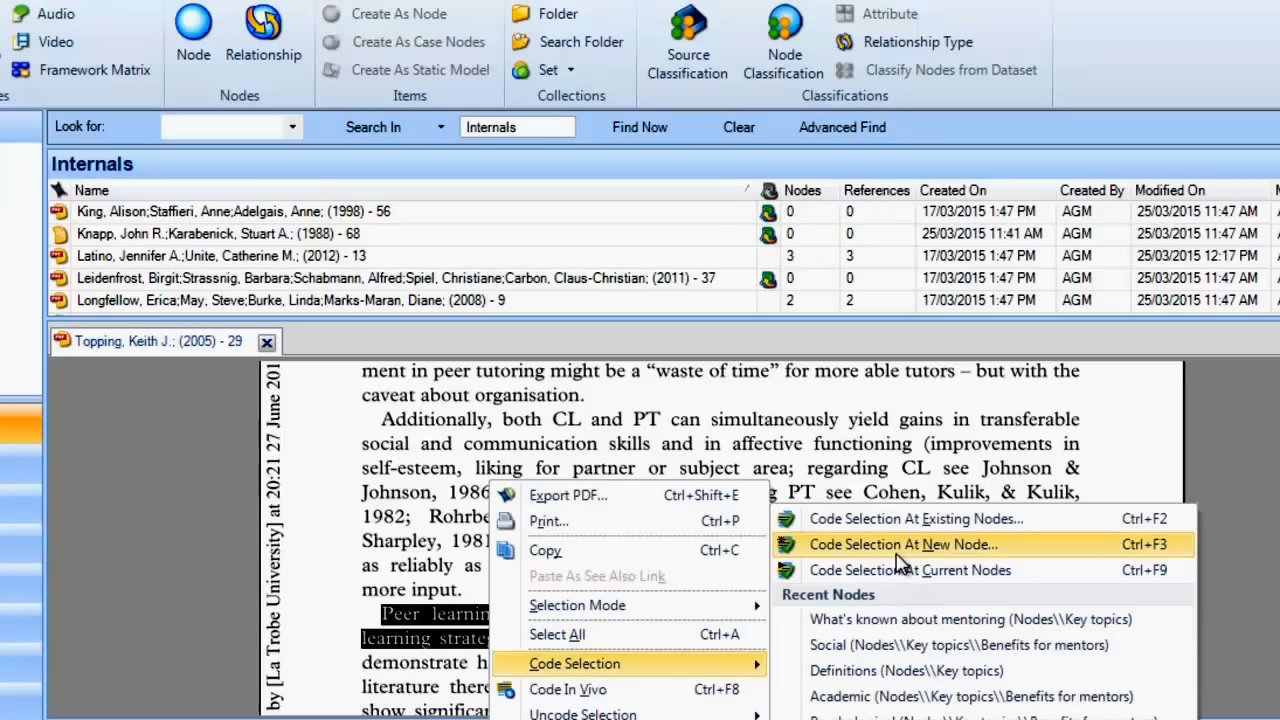 Audio
Video
Framework Matrix
es
Node
Relationship
Nodes
Create As Node
Create As Case Nodes
Create As Static Model
Items
Folder
Search Folder
Set
Collections
Source Classification
Node Classification
Attribute
Relationship Type
Classify Nodes from Dataset
Classifications
Look for:
Search In
Internals
Find Now
Clear
Advanced Find
Internals
Name Nodes References Created On Created By Modified On
King, Alison;Staffieri, Anne;Adelgais, Anne; (1998) - 56 0 0 17/03/2015 1:47 PM AGM 25/03/2015 11:47 AM
Knapp, John R.;Karabenick, Stuart A.; (1988) - 68 0 0 25/03/2015 11:41 AM AGM 25/03/2015 11:47 AM
Latino, Jennifer A.;Unite, Catherine M.; (2012) - 13 3 3 17/03/2015 1:47 PM AGM 25/03/2015 12:17 PM
Leidenfrost, Birgit;Strassnig, Barbara;Schabmann, Alfred;Spiel, Christiane;Carbon, Claus-Christian; (2011) - 37 0 0 17/03/2015 1:47 PM AGM 25/03/2015 11:47 AM
Longfellow, Erica;May, Steve;Burke, Linda;Marks-Maran, Diane; (2008) - 9 2 2 17/03/2015 1:47 PM AGM 25/03/2015 11:47 AM
Topping, Keith J.; (2005) - 29
by [La Trobe University] at 20:21 27 June 201
ment in peer tutoring might be a “waste of time” for more able tutors – but with the
caveat about organisation.
Additionally, both CL and PT can simultaneously yield gains in transferable
social and communication skills and in affective functioning (improvements in
self-esteem, liking for partner or subject area; regarding CL see Johnson &
Johnson, 1986 g PT see Cohen, Kulik, & Kulik,
1982; Rohrbe
Sharpley, 1981
as reliably as
more input.
Peer learnin
learning strate
demonstrate h
literature there
show significan
Export PDF... Ctrl+Shift+E
Print... Ctrl+P
Copy Ctrl+C
Paste As See Also Link
Selection Mode
Select All Ctrl+A
Code Selection
Code In Vivo Ctrl+F8
Uncode Selection
Code Selection At Existing Nodes... Ctrl+F2
Code Selection At New Node... Ctrl+F3
Code Selection At Current Nodes Ctrl+F9
Recent Nodes
What's known about mentoring (Nodes\\Key topics)
Social (Nodes\\Key topics\\Benefits for mentors)
Definitions (Nodes\\Key topics)
Academic (Nodes\\Key topics\\Benefits for mentors)